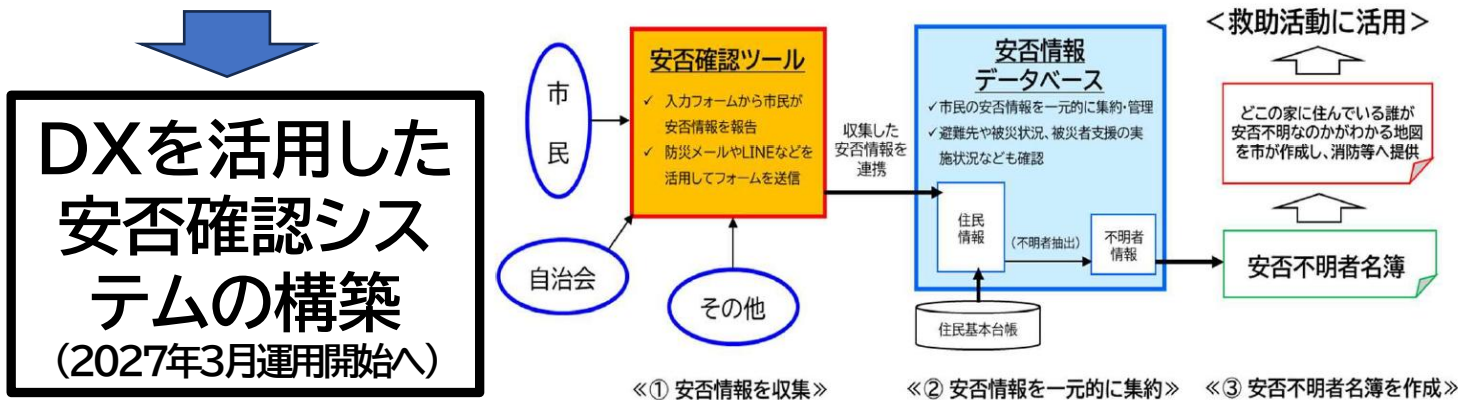 DXを活用した
安否確認シス
テムの構築
（2027年3月運用開始へ）
市
民
自治会
その他
安否確認ツール
✓ 入力フォームから市民が
安否情報を報告
✓ 防災メールやLINEなどを
活用してフォームを送信
≪① 安否情報を収集≫
収集した
安否情報を
連携
安否情報
データベース
✓市民の安否情報を一元的に集約・管理
✓避難先や被災状況、被災者支援の実
施状況なども確認
住民
情報
（不明者抽出）
不明者
情報
住民基本台帳
≪② 安否情報を一元的に集約≫
＜救助活動に活用＞
どこの家に住んでいる誰が
安否不明なのかがわかる地図
を市が作成し、消防等へ提供
安否不明者名簿
≪③ 安否不明者名簿を作成≫